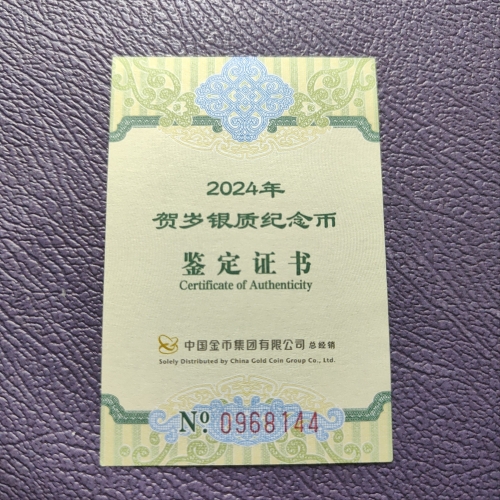 2024年
贺岁银质纪念币
鉴定证书
Certificate of Authenticity
中国金币集团有限公司 总经销
Solely Distributed by China Gold Coin Group Co., Ltd.
Nº. 0968144